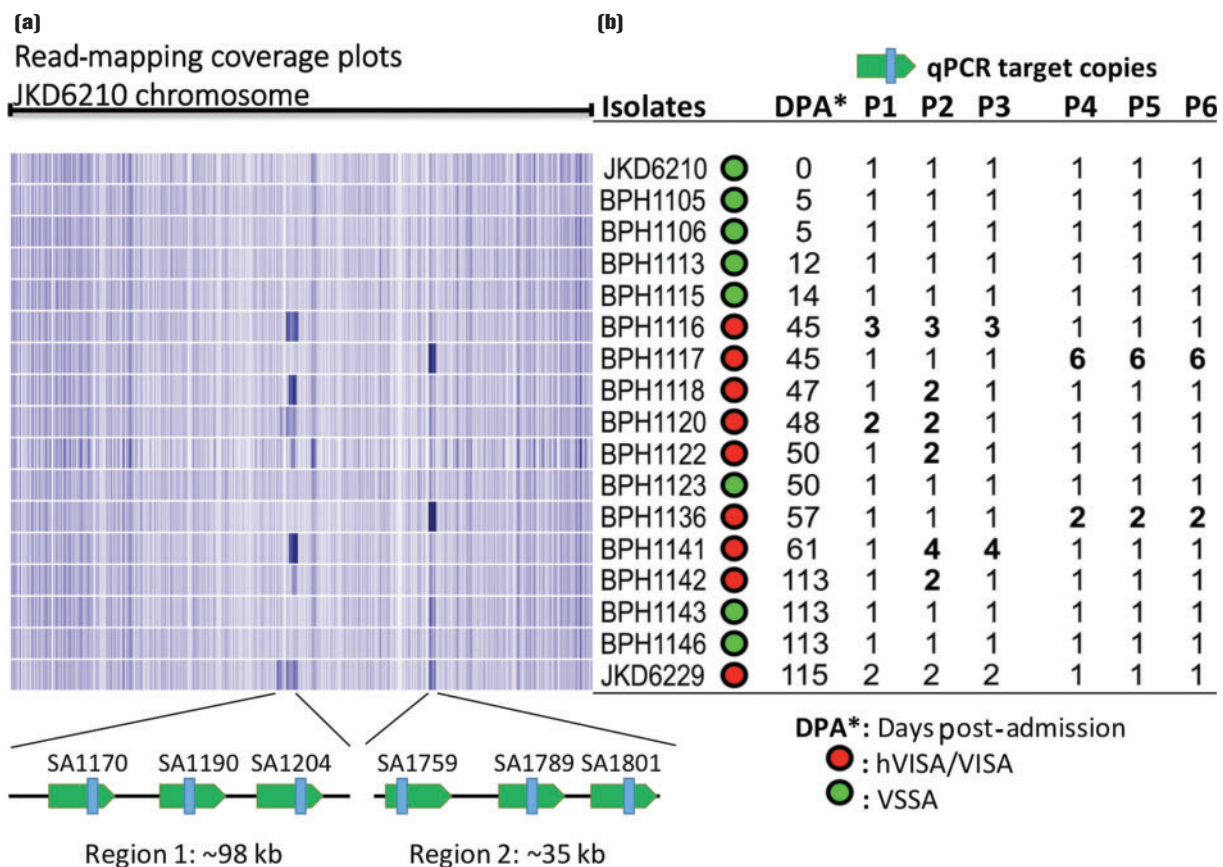 (a)
Read-mapping coverage plots
JKD6210 chromosome
(b)
qPCR target copies
Isolates DPA* P1 P2 P3 P4 P5 P6
JKD6210 0 1 1 1 1 1 1
BPH1105 5 1 1 1 1 1 1
BPH1106 5 1 1 1 1 1 1
BPH1113 12 1 1 1 1 1 1
BPH1115 14 1 1 1 1 1 1
BPH1116 45 3 3 3 1 1 1
BPH1117 45 1 1 1 6 6 6
BPH1118 47 1 2 1 1 1 1
BPH1120 48 2 2 1 1 1 1
BPH1122 50 1 2 1 1 1 1
BPH1123 50 1 1 1 1 1 1
BPH1136 57 1 1 1 2 2 2
BPH1141 61 1 4 4 1 1 1
BPH1142 113 1 2 1 1 1 1
BPH1143 113 1 1 1 1 1 1
BPH1146 113 1 1 1 1 1 1
JKD6229 115 2 2 2 1 1 1
SA1170 SA1190 SA1204 SA1759 SA1789 SA1801
Region 1: ~98 kb Region 2: ~35 kb
DPA*: Days post-admission
: hVISA/VISA
: VSSA